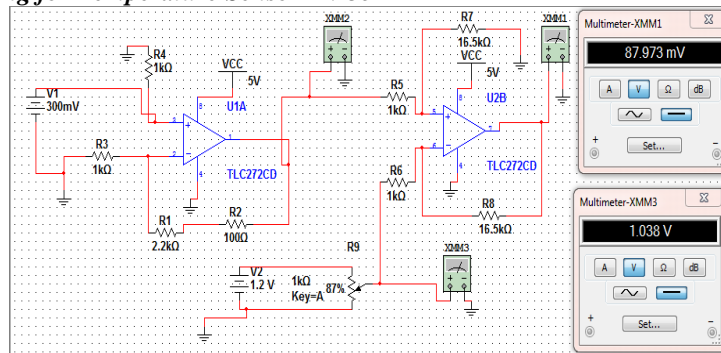 XMM2
R7
XMM1
16.5kΩ
VCC
5V
R4
1kΩ
VCC
5V
V1
300mV
U1A
R5
1kΩ
U2B
R3
1kΩ
TLC272CD
R6
1kΩ
TLC272CD
R1
2.2kΩ
R2
100Ω
R8
16.5kΩ
R9
XMM3
V2
1.2 V
1kΩ
87%
Key=A
Multimeter-XMM1
87.973 mV
A V Ω dB
+ Set... -
Multimeter-XMM3
1.038 V
A V Ω dB
+ Set... -